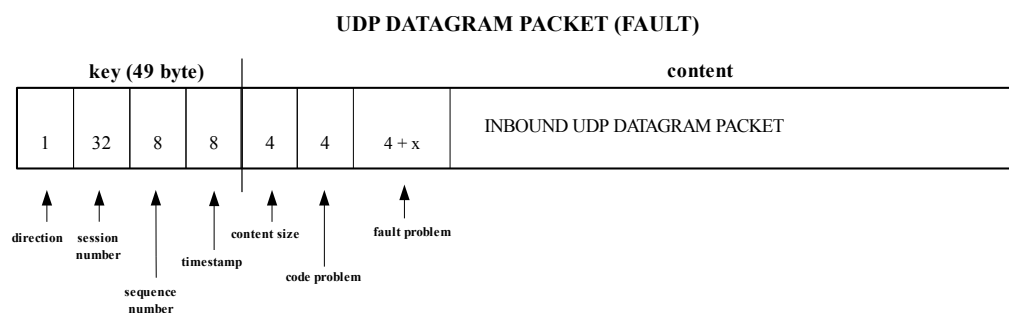 UDP DATAGRAM PACKET (FAULT)
key (49 byte)
content
1
32
8
8
4
4
4 + x
INBOUND UDP DATAGRAM PACKET
direction
session
number
sequence
number
timestamp
content size
code problem
fault problem